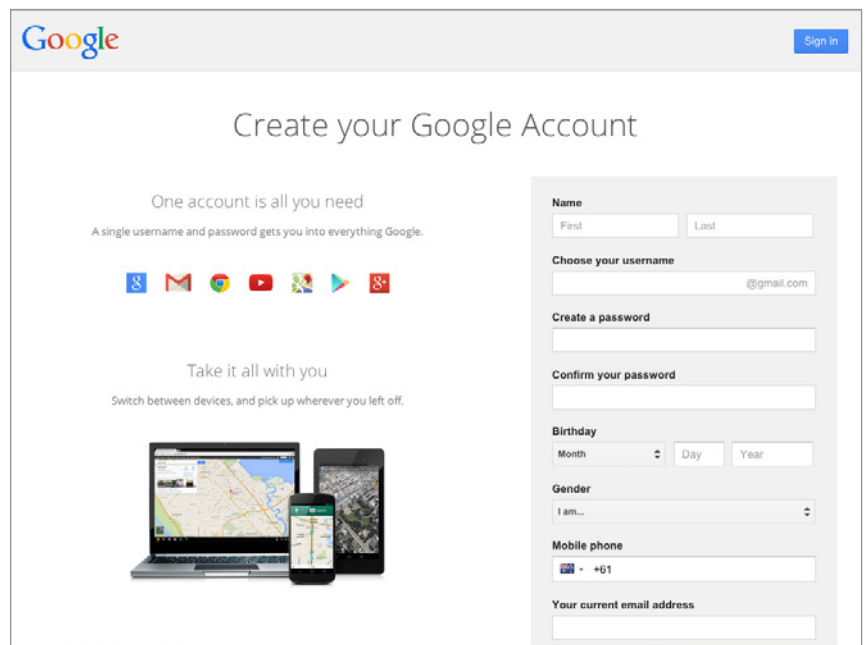 Google
Sign in
Create your Google Account
One account is all you need
A single username and password gets you into everything Google.
8
8+
Take it all with you
Switch between devices, and pick up wherever you left off.
Name
First Last
Choose your username
@gmail.com
Create a password
Confirm your password
Birthday
Month Day Year
Gender
I am...
Mobile phone
+61
Your current email address